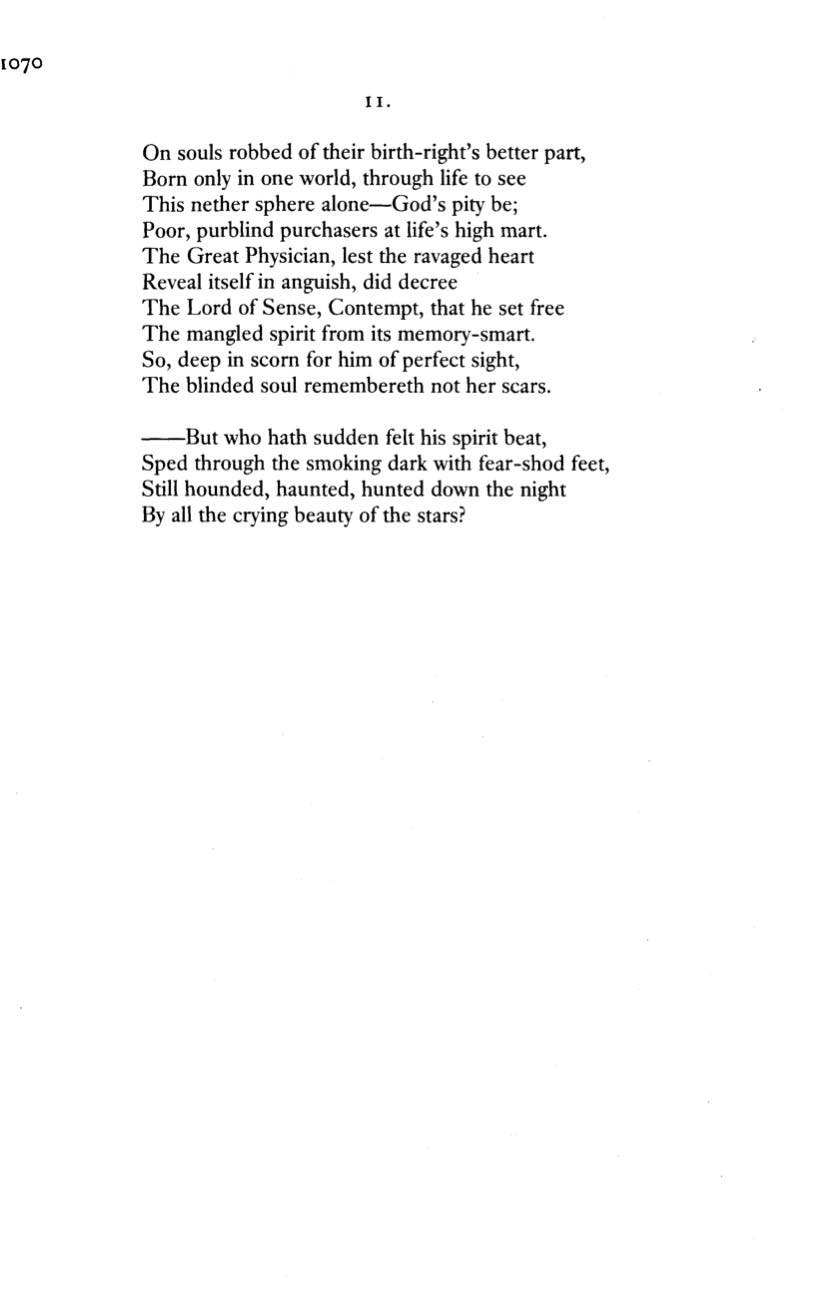 1070
11.
On souls robbed of their birth-right's better part,
Born only in one world, through life to see
This nether sphere alone—God's pity be;
Poor, purblind purchasers at life's high mart.
The Great Physician, lest the ravaged heart
Reveal itself in anguish, did decree
The Lord of Sense, Contempt, that he set free
The mangled spirit from its memory-smart.
So, deep in scorn for him of perfect sight,
The blinded soul remembereth not her scars.
——But who hath sudden felt his spirit beat,
Sped through the smoking dark with fear-shod feet,
Still hounded, haunted, hunted down the night
By all the crying beauty of the stars?